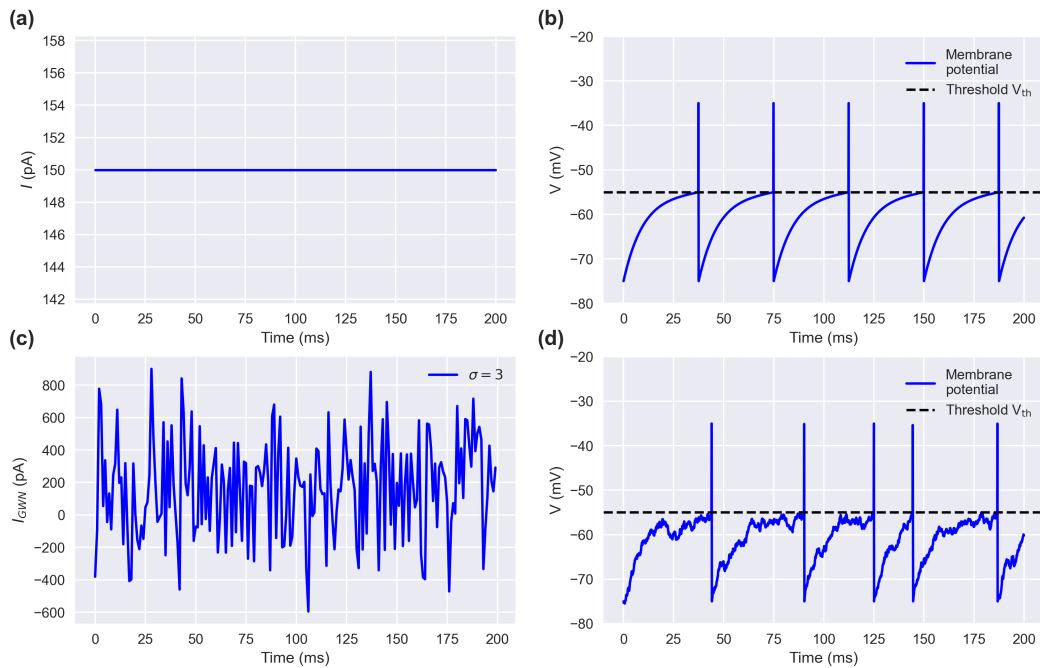 (a)
158
156
154
152
150
148
146
144
142
I (pA)
0 25 50 75 100 125 150 175 200
Time (ms)
(b)
−20
−30
−40
−50
−60
−70
−80
V (mV)
Membrane
potential
Threshold V_th
0 25 50 75 100 125 150 175 200
Time (ms)
(c)
800
600
400
200
0
−200
−400
−600
I_GWN (pA)
σ = 3
0 25 50 75 100 125 150 175 200
Time (ms)
(d)
−20
−30
−40
−50
−60
−70
−80
V (mV)
Membrane
potential
Threshold V_th
0 25 50 75 100 125 150 175 200
Time (ms)